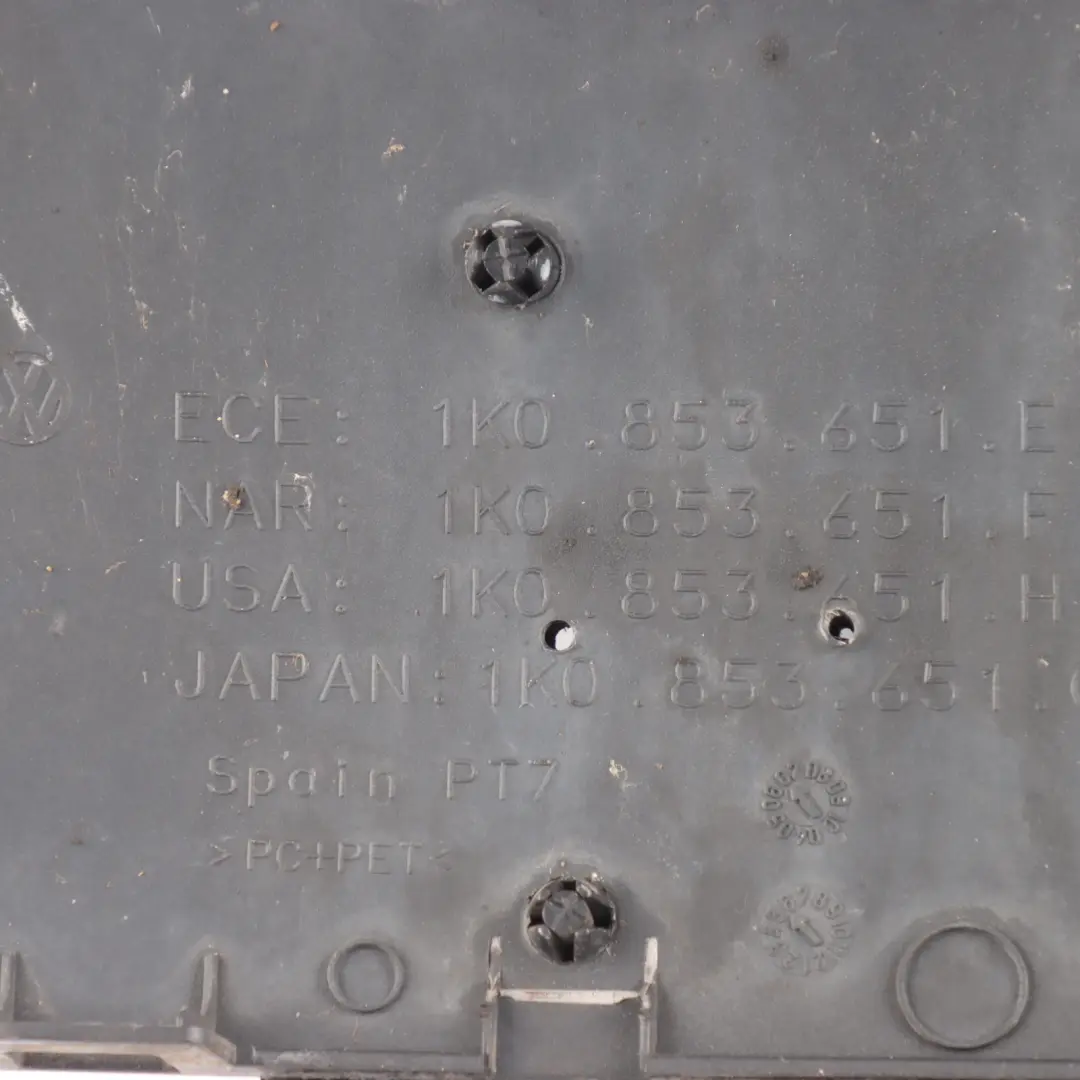 ECE: 1K0.853.651.E
NAR: 1K0.853.651.F
USA: 1K0.853.651.H
JAPAN: 1K0.853.651.
Spain PT7
>PC+PET<